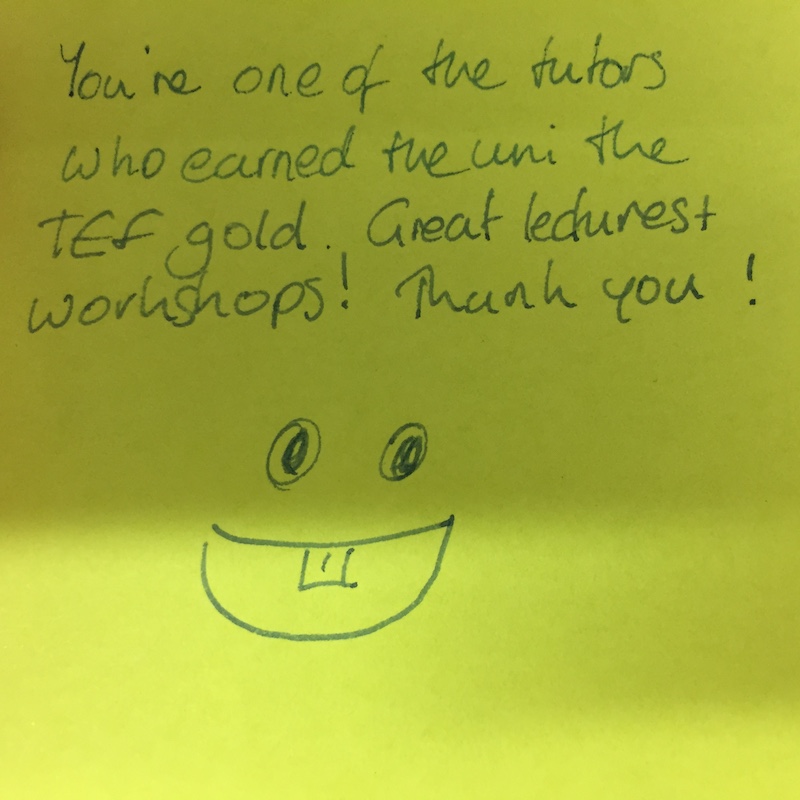 You're one of the tutors
who earned the uni the
TEF gold. Great lectures +
workshops! Thank you!